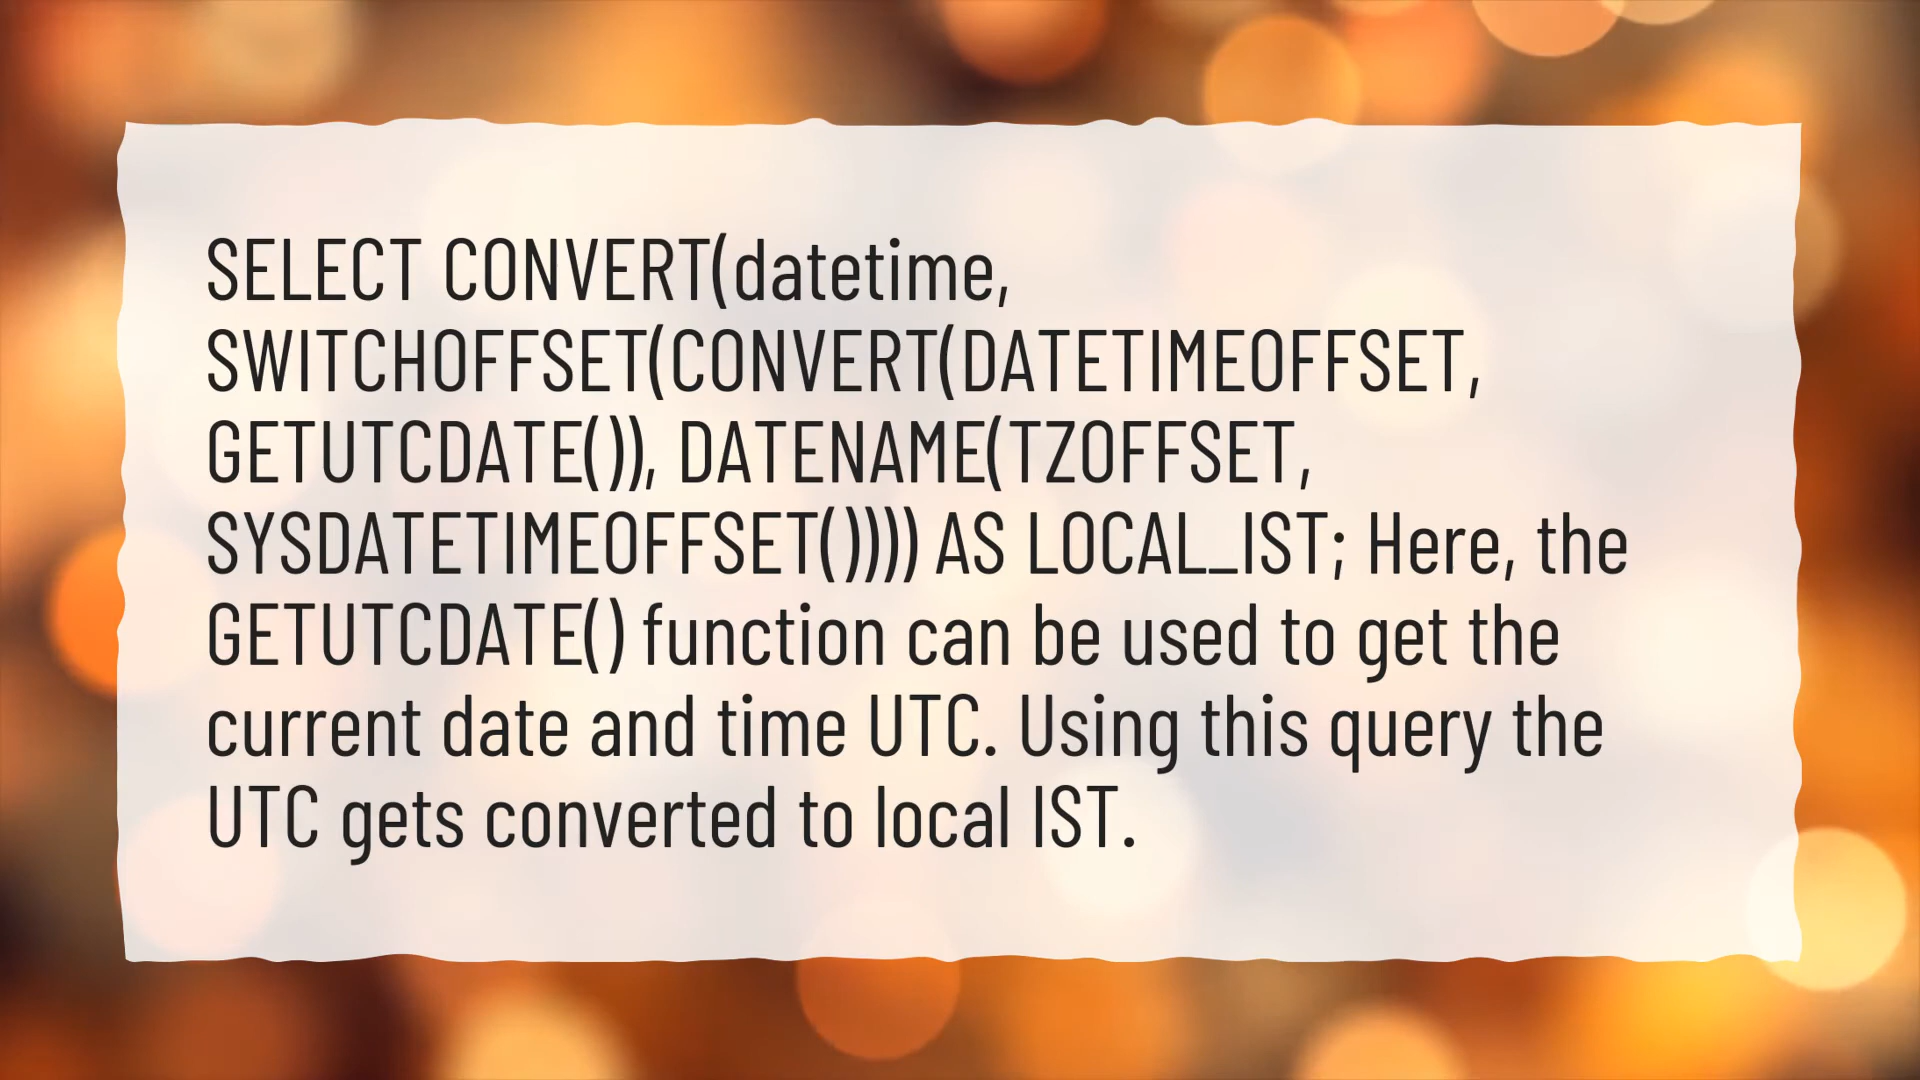 SELECT CONVERT(datetime,
SWITCHOFFSET(CONVERT(DATETIMEOFFSET,
GETUTCDATE()), DATENAME(TZOFFSET,
SYSDATETIMEOFFSET()))) AS LOCAL_IST; Here, the
GETUTCDATE() function can be used to get the
current date and time UTC. Using this query the
UTC gets converted to local IST.